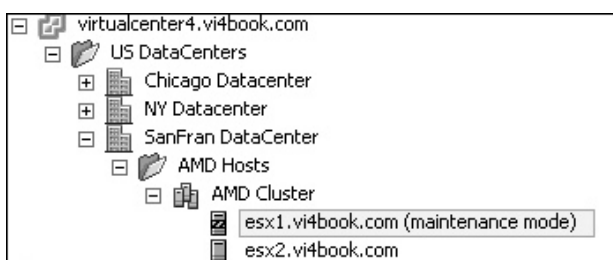 virtualcenter4.vi4book.com
US DataCenters
Chicago Datacenter
NY Datacenter
SanFran DataCenter
AMD Hosts
AMD Cluster
esx1.vi4book.com (maintenance mode)
esx2.vi4book.com